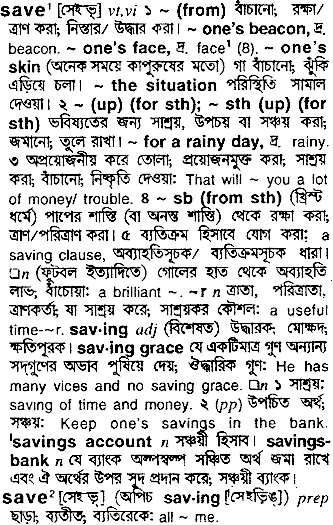 save¹ [সেইভ্] vt,vi ১ ~ (from) বাঁচানো; রক্ষা/
ত্রাণ করা; নিস্তার/ উদ্ধার করা। ~ one's beacon, দ্র.
beacon. ~ one's face, দ্র. face¹ (8). ~ one's
skin (অনেক সময়ে কাপুরুষের মতো) গা বাঁচানো; ঝুঁকি
এড়িয়ে চলা। ~ the situation পরিস্থিতি সামাল
দেওয়া। ২ ~ (up) (for sth); ~ sth (up) (for
sth) ভবিষ্যতের জন্য সাশ্রয়, উপচয় বা সঞ্চয় করা;
জমানো; তুলে রাখা। ~ for a rainy day, দ্র. rainy.
৩ অপ্রয়োজনীয় করে তোলা; প্রয়োজনমুক্ত করা; সাশ্রয়
করা; বাঁচানো; নিষ্কৃতি দেওয়া: That will ~ you a lot
of money/ trouble. ৪ ~ sb (from sth) (খ্রিস্ট
ধর্মে) পাপের শাস্তি (বা অনন্ত শাস্তি) থেকে রক্ষা করা;
ত্রাণ/পরিত্রাণ করা। ৫ ব্যতিক্রম হিসাবে যোগ করা: a
saving clause, অব্যাহতিসূচক/ ব্যতিক্রমসূচক ধারা।
□n (ফুটবল ইত্যাদিতে) গোলের হাত থেকে অব্যাহতি
লাভ; বাঁচোয়া: a brilliant ~. ~r n ত্রাতা, পরিত্রাতা,
ত্রাণকর্তা; যা সাশ্রয় করে; সাশ্রয়কর কৌশল: a useful
time-~r. sav·ing adj (বিশেষত) উদ্ধারক; মোক্ষদ;
ক্ষতিপূরক। sav·ing grace যে একটিমাত্র গুণ অন্যান্য
সদ্‌গুণের অভাব পুষিয়ে দেয়; ঔদ্ধারিক গুণ: He has
many vices and no saving grace. □n ১ সাশ্রয়:
saving of time and money. ২ (pp) উপচিত অর্থ;
সঞ্চয়: Keep one's savings in the bank.
'savings account n সঞ্চয়ী হিসাব। savings-
bank n যে ব্যাংক অল্পস্বল্প সঞ্চিত অর্থ জমা রাখে
এবং ঐ অর্থের উপর সুদ প্রদান করে; সঞ্চয়ী ব্যাংক।
save² [সেইভ্] (অপিচ sav-ing [সেইভিঙ্]) prep
ছাড়া; ব্যতীত; ব্যতিরেকে: all ~ me.